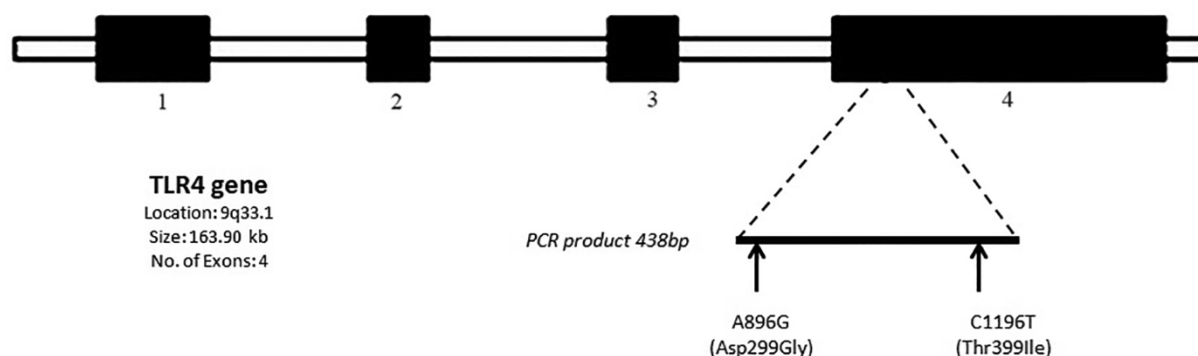 1 2 3 4
TLR4 gene
Location: 9q33.1
Size: 163.90 kb
No. of Exons: 4
PCR product 438bp
A896G C1196T
(Asp299Gly) (Thr399Ile)